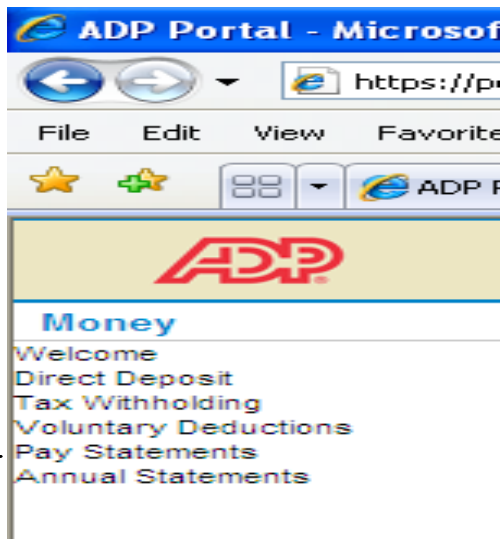 ADP Portal - Microsof
https://p
File Edit View Favorite
ADP
ADP
Money
Welcome
Direct Deposit
Tax Withholding
Voluntary Deductions
Pay Statements
Annual Statements